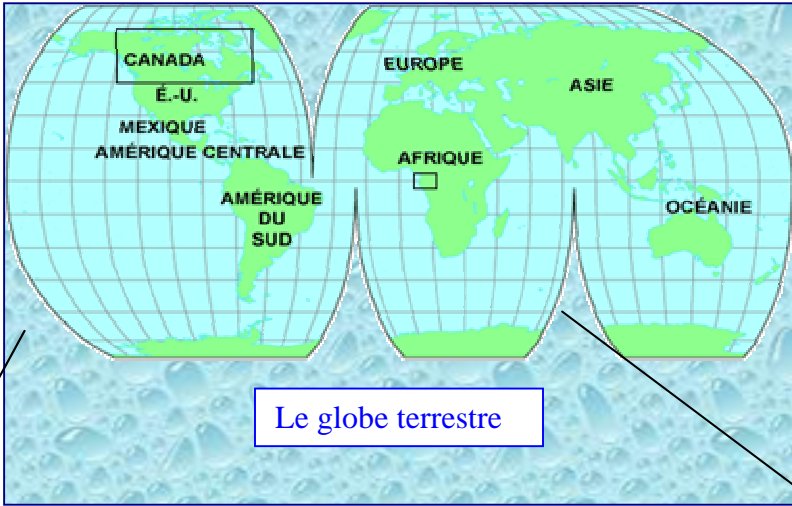 CANADA
É.-U.
MEXIQUE
AMÉRIQUE CENTRALE
AMÉRIQUE
DU
SUD
EUROPE
ASIE
AFRIQUE
OCÉANIE
Le globe terrestre